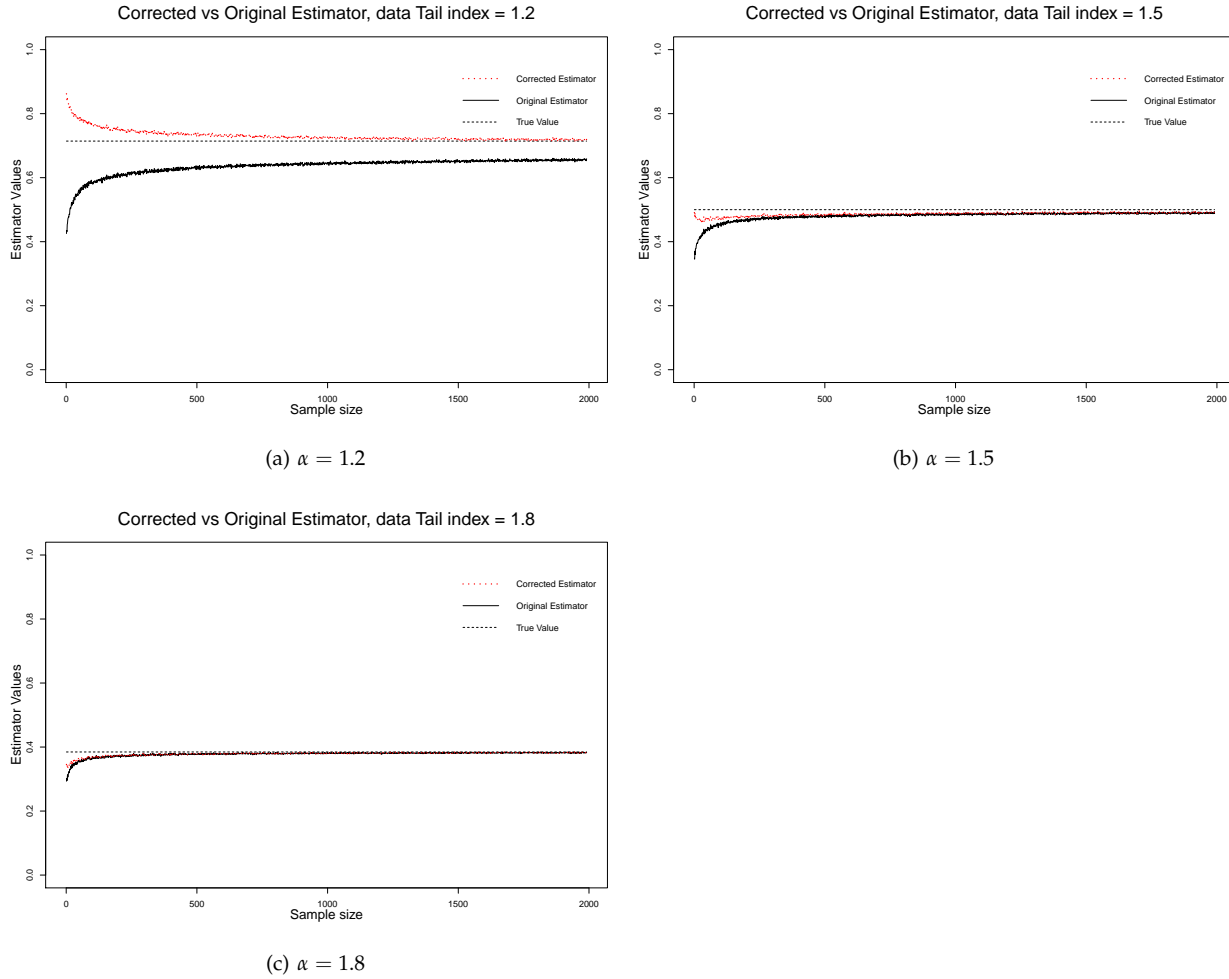 Corrected vs Original Estimator, data Tail index = 1.2
Estimator Values
1.0
0.8
0.6
0.4
0.2
0.0
Corrected Estimator
Original Estimator
True Value
0 500 1000 1500 2000
Sample size
(a) α = 1.2
Corrected vs Original Estimator, data Tail index = 1.5
Estimator Values
1.0
0.8
0.6
0.4
0.2
0.0
Corrected Estimator
Original Estimator
True Value
0 500 1000 1500 2000
Sample size
(b) α = 1.5
Corrected vs Original Estimator, data Tail index = 1.8
Estimator Values
1.0
0.8
0.6
0.4
0.2
0.0
Corrected Estimator
Original Estimator
True Value
0 500 1000 1500 2000
Sample size
(c) α = 1.8